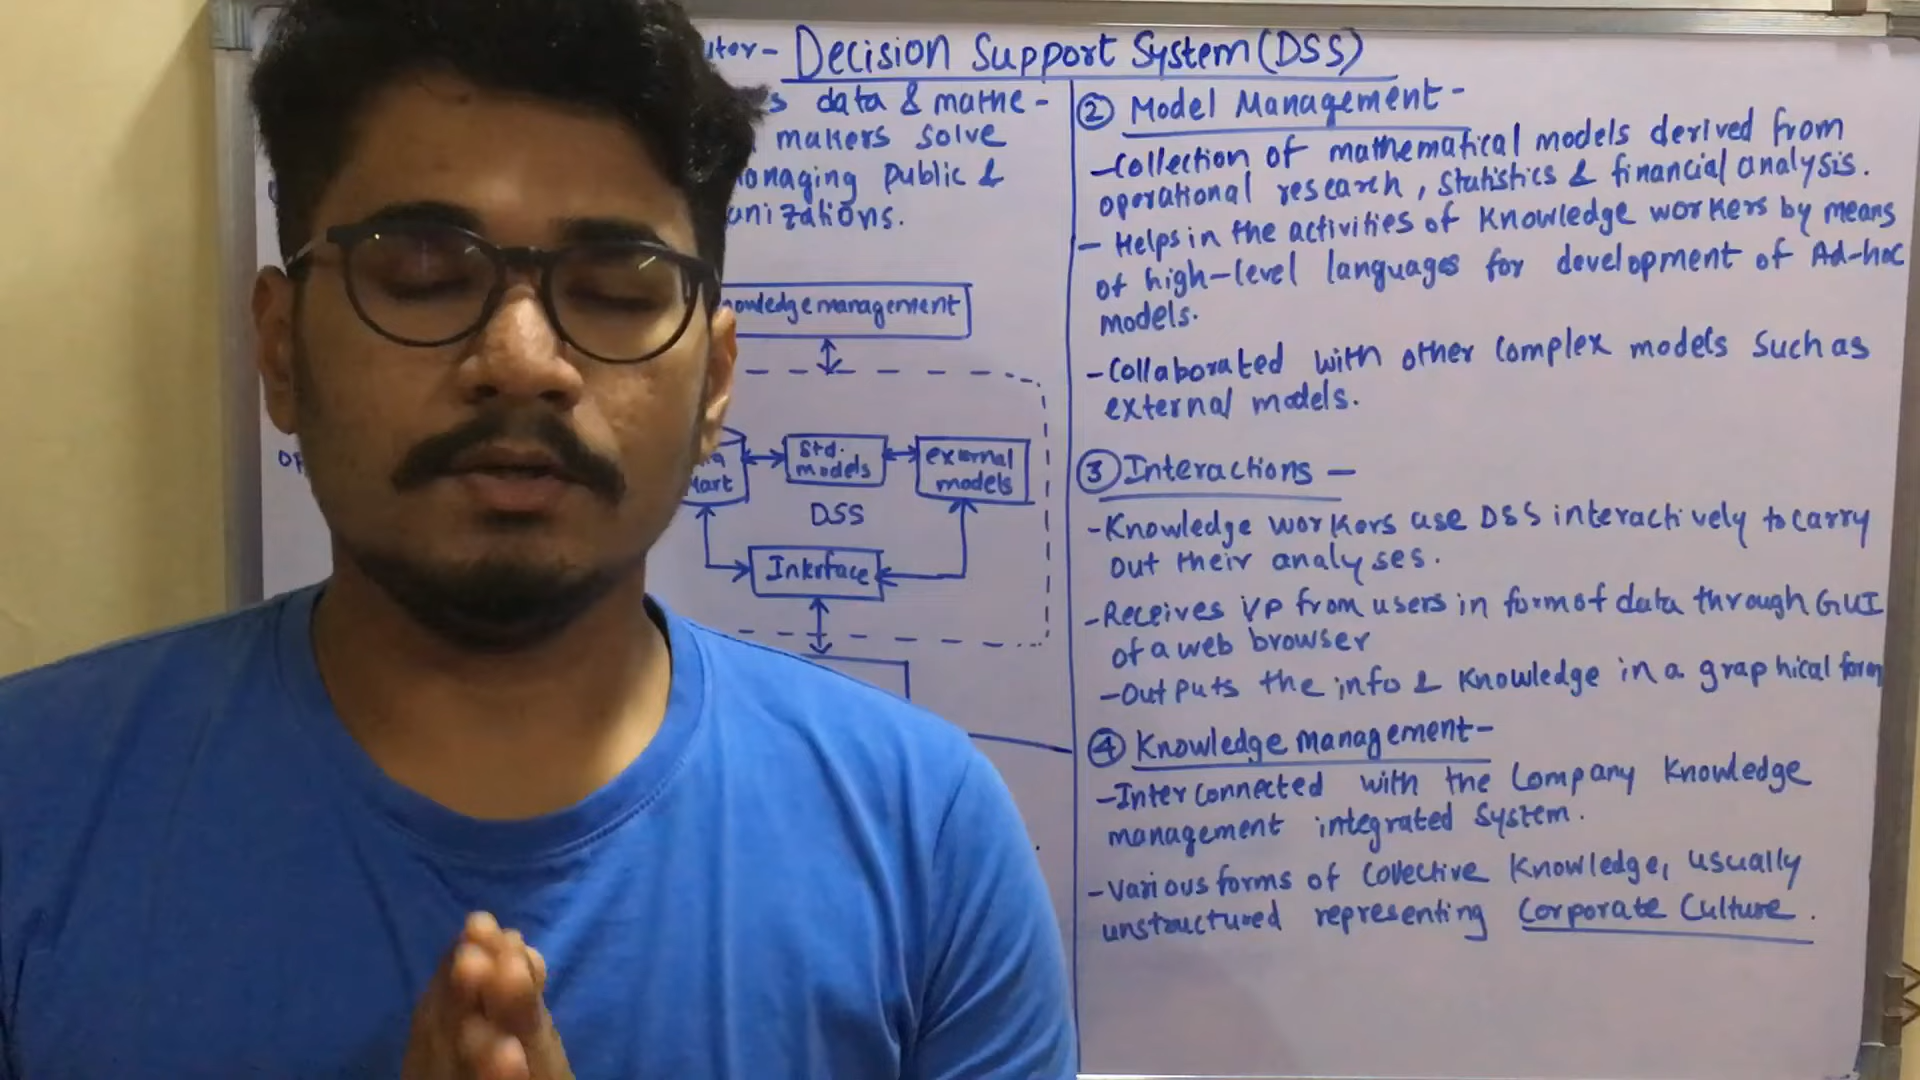 Decision Support System (DSS)
data & mathe-
makers solve
public &
② Model Management -
- Collection of mathematical models derived from
operational research, statistics & financial analysis.
- Helps in the activities of Knowledge workers by means
of high-level languages for development of Ad-hoc
models.
- Collaborated with other complex models such as
external models.
management
Std.
models
external
models
DSS
Interface
③ Interactions -
- Knowledge workers use DSS interactively to carry
out their analyses.
- Receives I/P from users in form of data through GUI
of a web browser
- Outputs the info & Knowledge in a graphical form
④ Knowledge management -
- Interconnected with the Company Knowledge
management integrated system.
- Various forms of Collective Knowledge, usually
unstructured representing Corporate Culture.